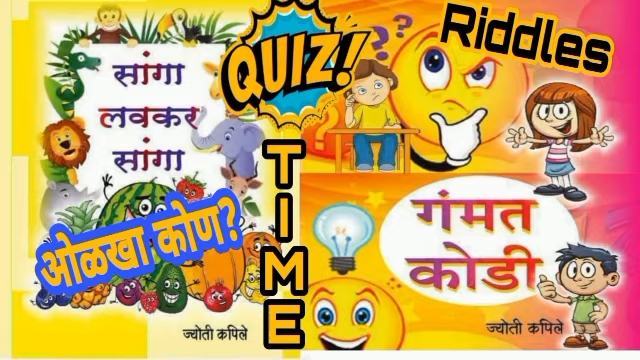 सांगा
लवकर
सांगा
ओळखा कोण?
ज्योती कपिले
QUIZ!
TIME
Riddles
??
गंमत
कोडी
ज्योती कपिले